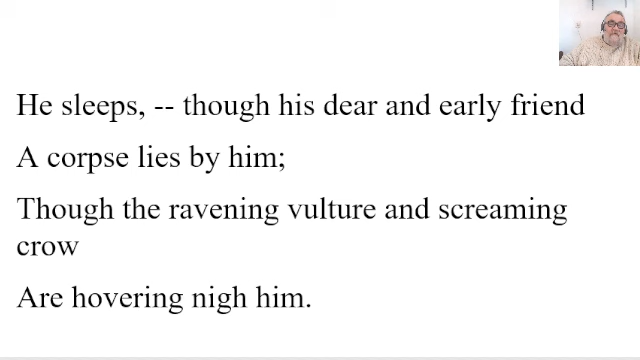 He sleeps, -- though his dear and early friend
A corpse lies by him;
Though the ravening vulture and screaming
crow
Are hovering nigh him.